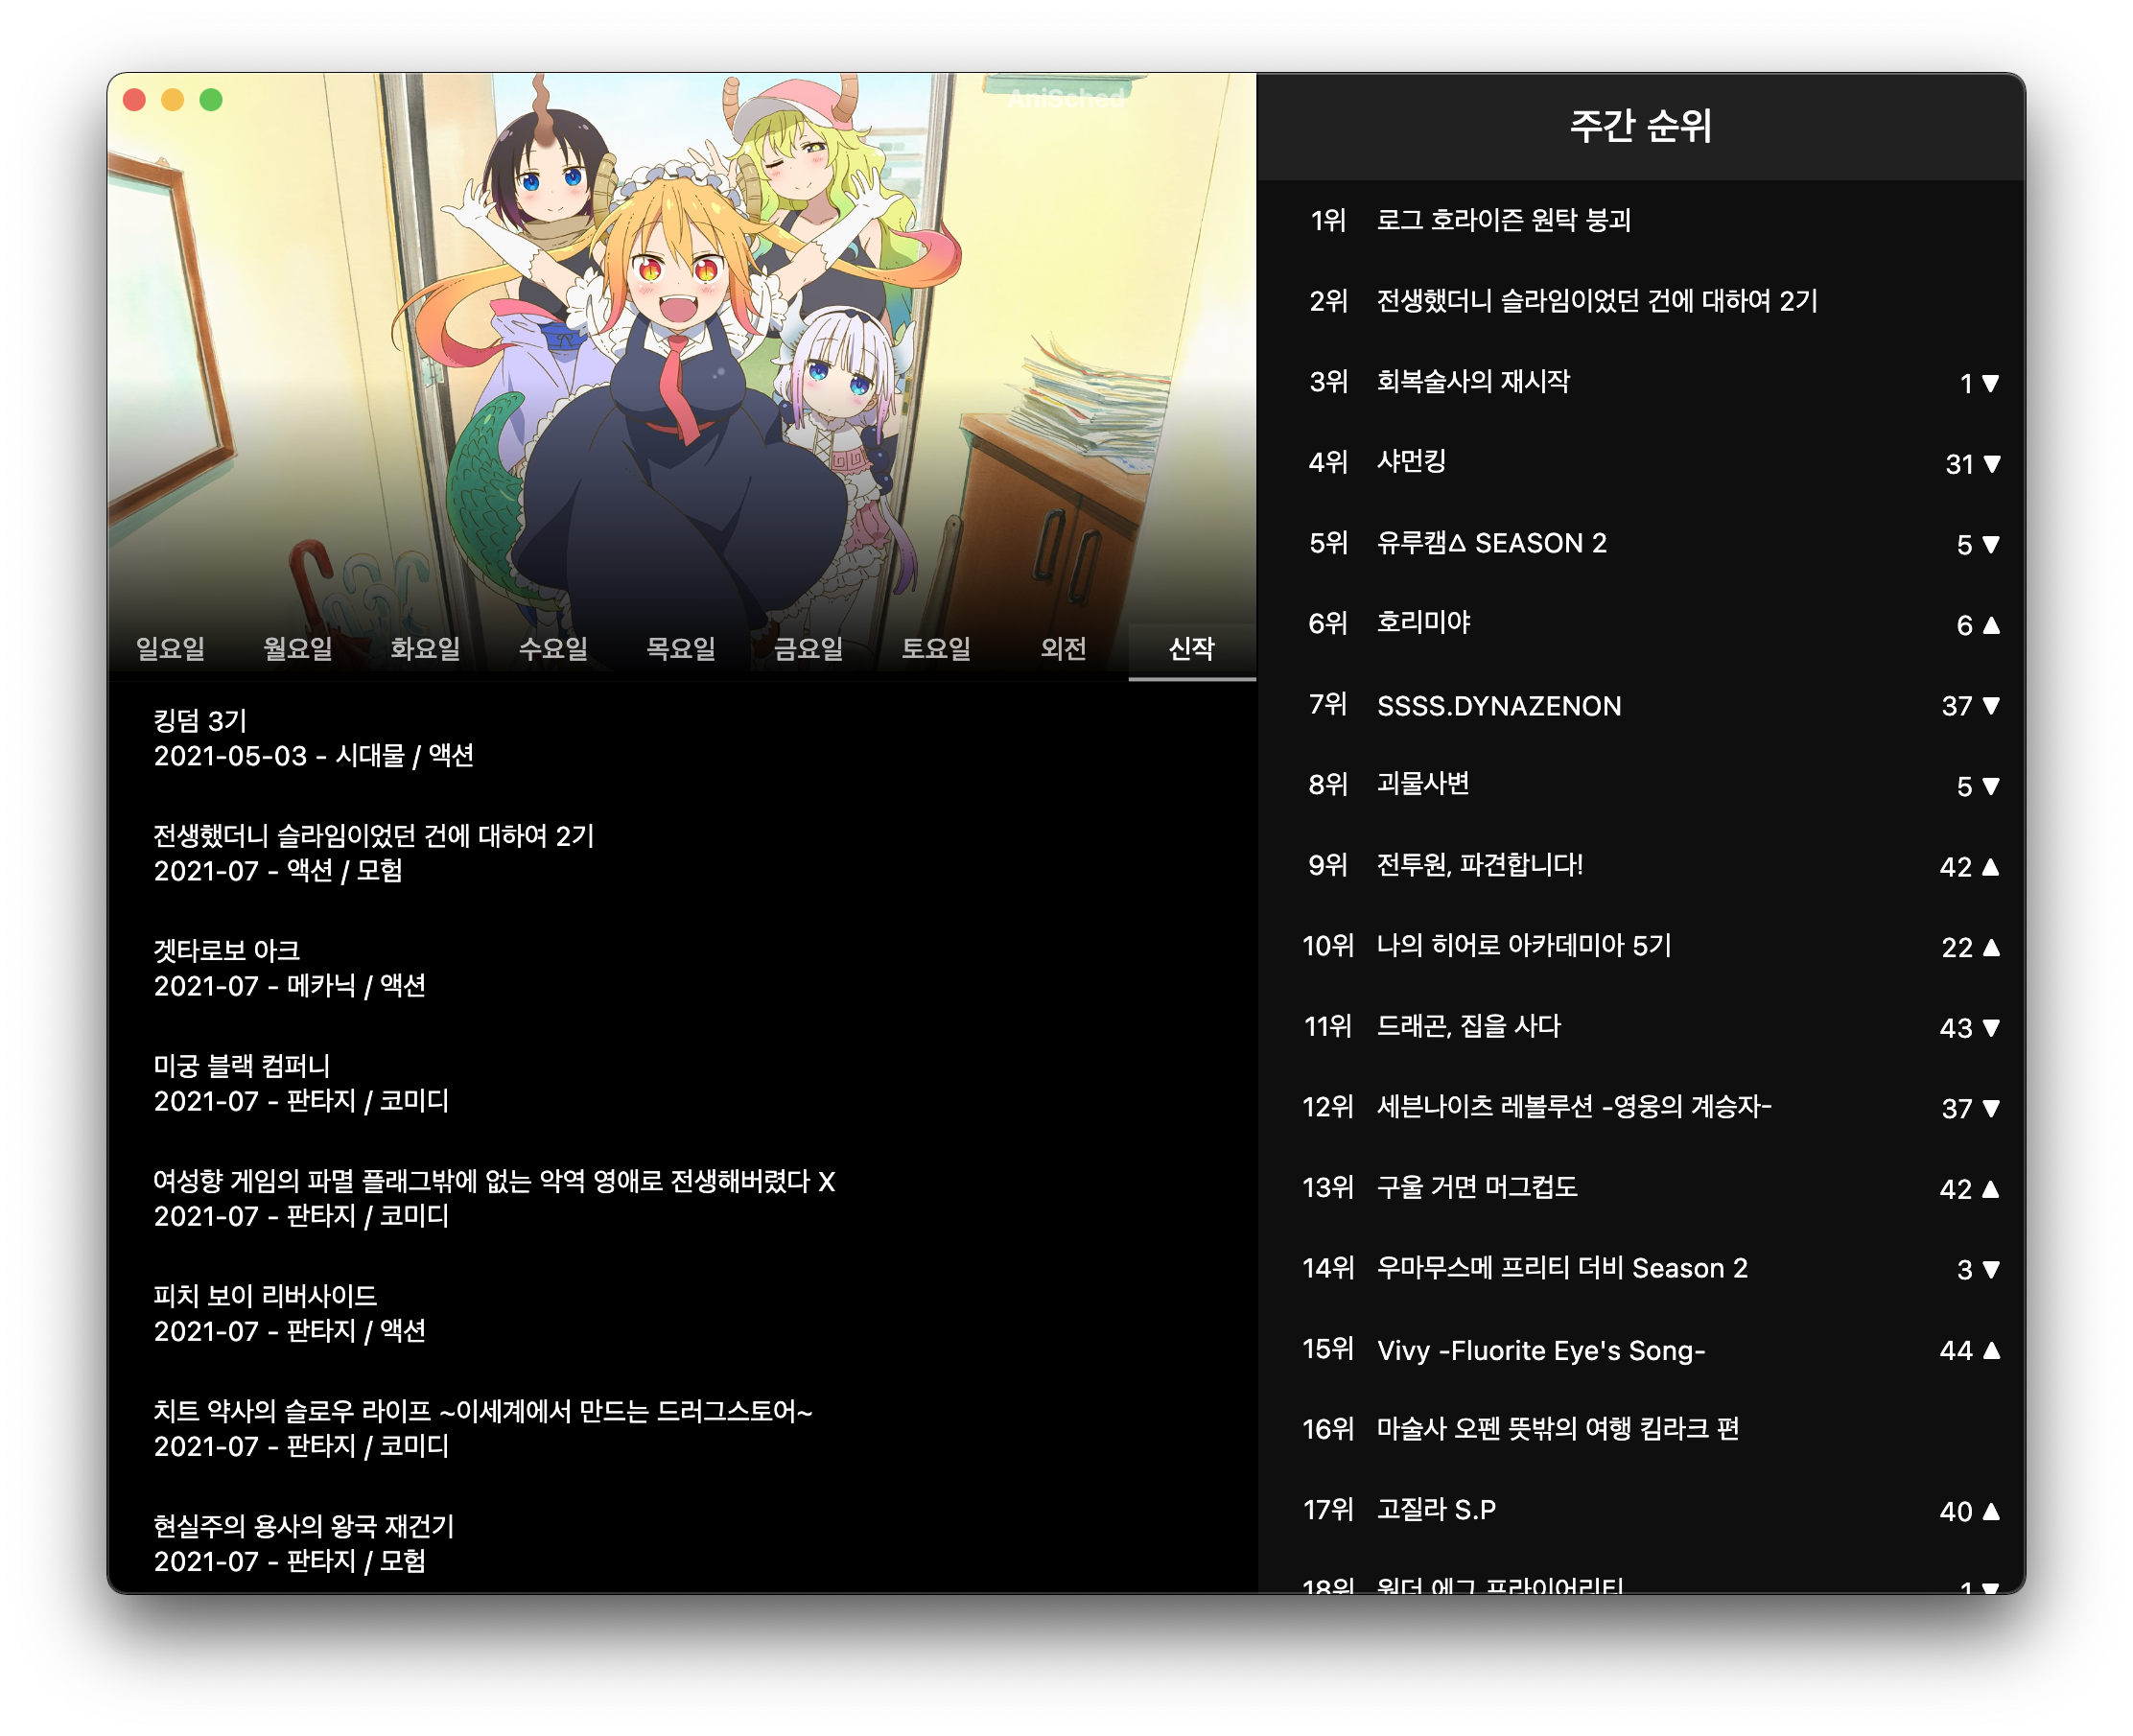 AniSched
일요일 월요일 화요일 수요일 목요일 금요일 토요일 외전 신작
킹덤 3기
2021-05-03 - 시대물 / 액션
전생했더니 슬라임이었던 건에 대하여 2기
2021-07 - 액션 / 모험
겟타로보 아크
2021-07 - 메카닉 / 액션
미궁 블랙 컴퍼니
2021-07 - 판타지 / 코미디
여성향 게임의 파멸 플래그밖에 없는 악역 영애로 전생해버렸다 X
2021-07 - 판타지 / 코미디
피치 보이 리버사이드
2021-07 - 판타지 / 액션
치트 약사의 슬로우 라이프 ~이세계에서 만드는 드러그스토어~
2021-07 - 판타지 / 코미디
현실주의 용사의 왕국 재건기
2021-07 - 판타지 / 모험
주간 순위
1위 로그 호라이즌 원탁 붕괴
2위 전생했더니 슬라임이었던 건에 대하여 2기
3위 회복술사의 재시작 1 ▼
4위 샤먼킹 31 ▼
5위 유루캠△ SEASON 2 5 ▼
6위 호리미야 6 ▲
7위 SSSS.DYNAZENON 37 ▼
8위 괴물사변 5 ▼
9위 전투원, 파견합니다! 42 ▲
10위 나의 히어로 아카데미아 5기 22 ▲
11위 드래곤, 집을 사다 43 ▼
12위 세븐나이츠 레볼루션 -영웅의 계승자- 37 ▼
13위 구울 거면 머그컵도 42 ▲
14위 우마무스메 프리티 더비 Season 2 3 ▼
15위 Vivy -Fluorite Eye's Song- 44 ▲
16위 마술사 오펜 뜻밖의 여행 킴라크 편
17위 고질라 S.P 40 ▲
18위 원더 에그 프라이어리티 1 ▼